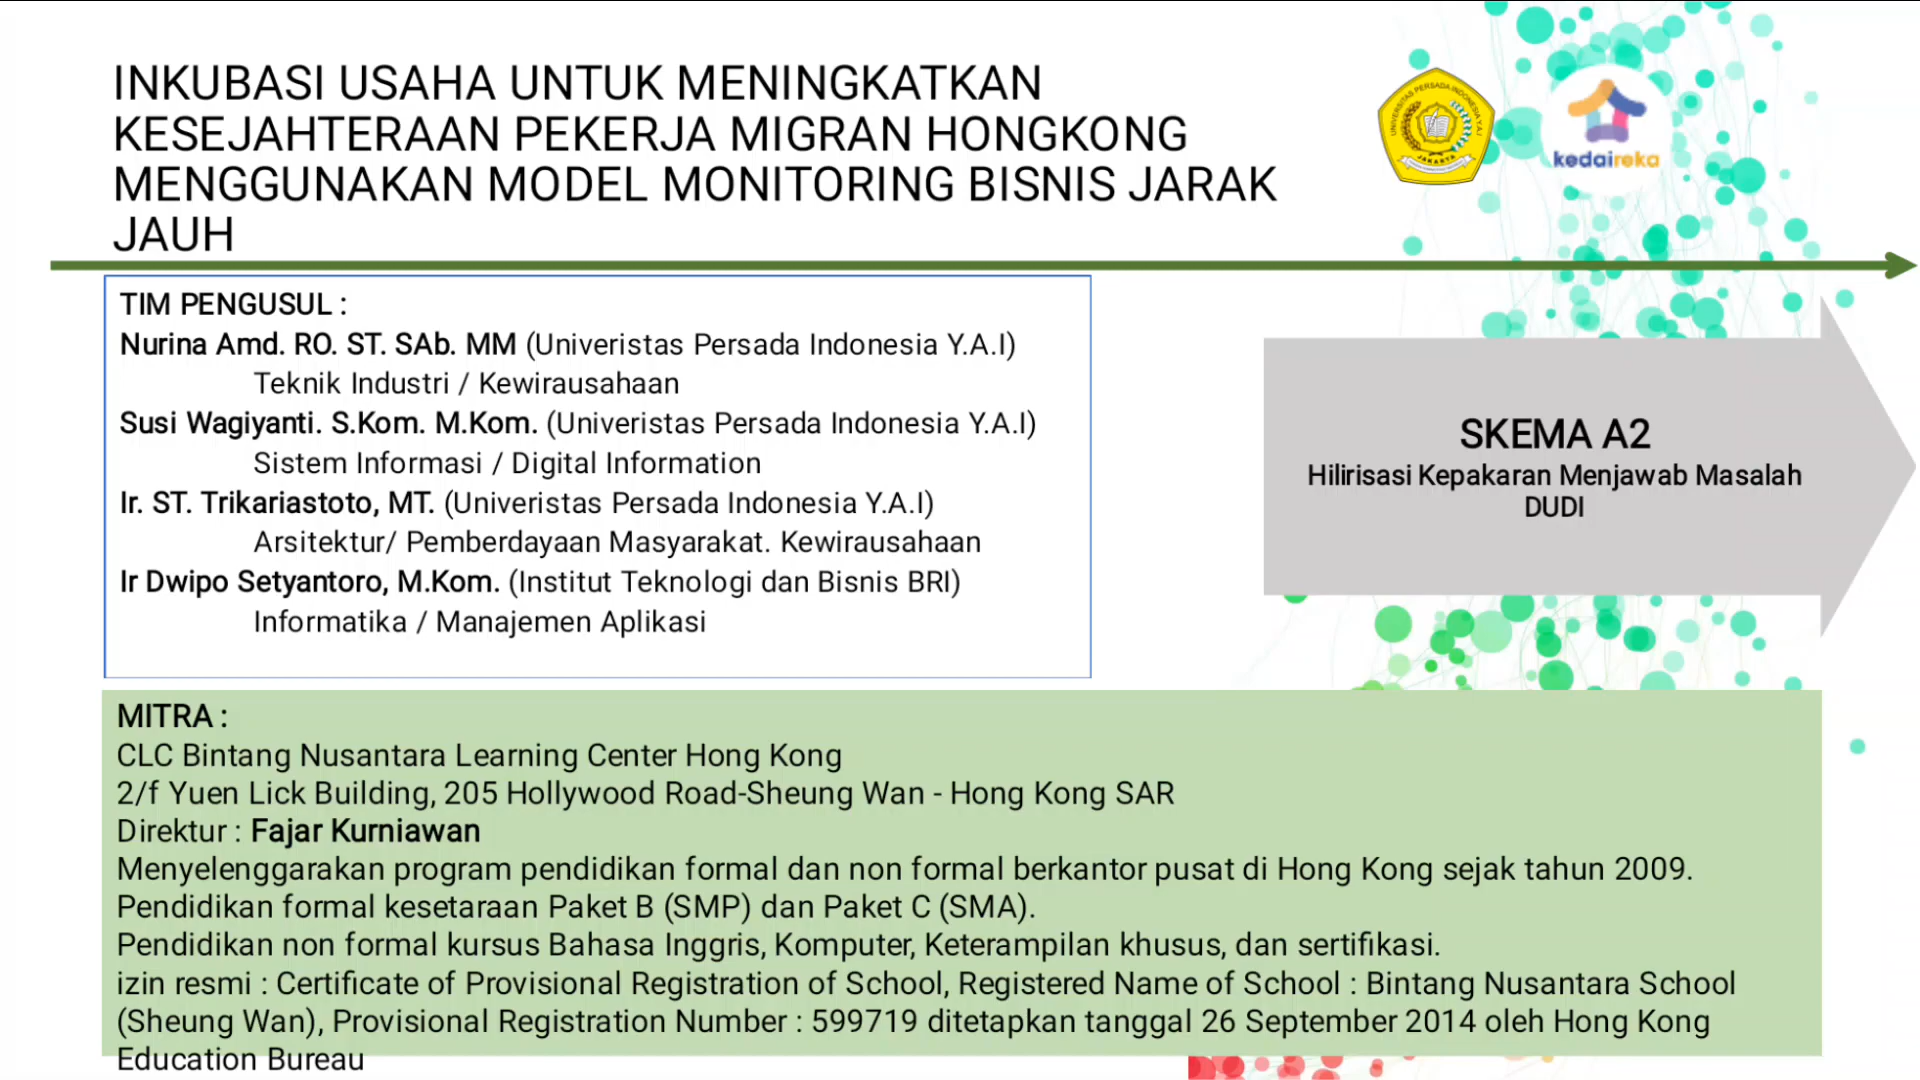 INKUBASI USAHA UNTUK MENINGKATKAN
KESEJAHTERAAN PEKERJA MIGRAN HONGKONG
MENGGUNAKAN MODEL MONITORING BISNIS JARAK
JAUH
UNIVERSITAS PERSADA INDONESIA Y.A.I
JAKARTA
kedaireka
TIM PENGUSUL :
Nurina Amd. RO. ST. SAb. MM (Univeristas Persada Indonesia Y.A.I)
Teknik Industri / Kewirausahaan
Susi Wagiyanti. S.Kom. M.Kom. (Univeristas Persada Indonesia Y.A.I)
Sistem Informasi / Digital Information
Ir. ST. Trikariastoto, MT. (Univeristas Persada Indonesia Y.A.I)
Arsitektur/ Pemberdayaan Masyarakat. Kewirausahaan
Ir Dwipo Setyantoro, M.Kom. (Institut Teknologi dan Bisnis BRI)
Informatika / Manajemen Aplikasi
SKEMA A2
Hilirisasi Kepakaran Menjawab Masalah
DUDI
MITRA :
CLC Bintang Nusantara Learning Center Hong Kong
2/f Yuen Lick Building, 205 Hollywood Road-Sheung Wan - Hong Kong SAR
Direktur : Fajar Kurniawan
Menyelenggarakan program pendidikan formal dan non formal berkantor pusat di Hong Kong sejak tahun 2009.
Pendidikan formal kesetaraan Paket B (SMP) dan Paket C (SMA).
Pendidikan non formal kursus Bahasa Inggris, Komputer, Keterampilan khusus, dan sertifikasi.
izin resmi : Certificate of Provisional Registration of School, Registered Name of School : Bintang Nusantara School
(Sheung Wan), Provisional Registration Number : 599719 ditetapkan tanggal 26 September 2014 oleh Hong Kong
Education Bureau